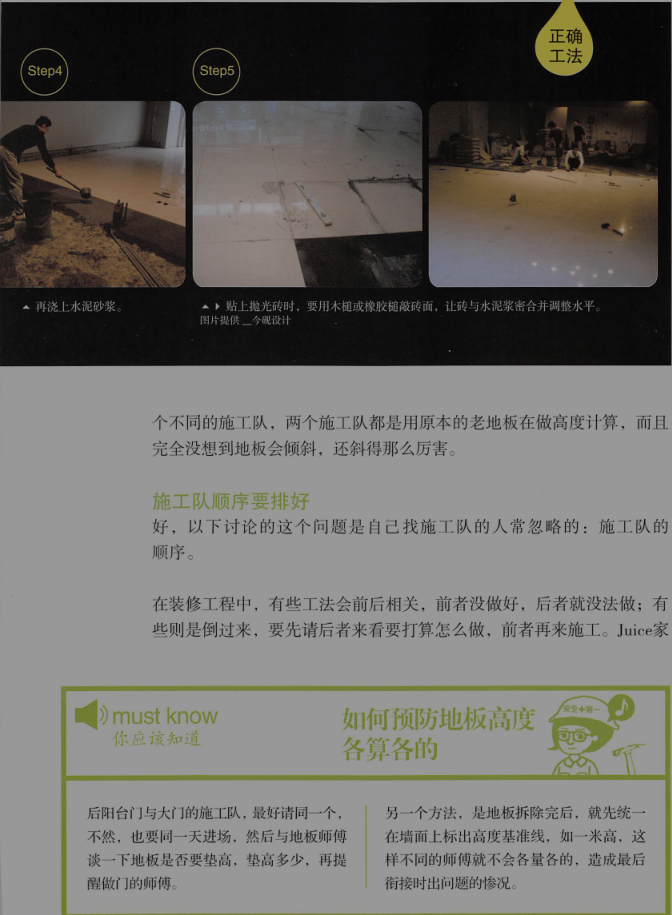 正确
工法
Step4
Step5
再浇上水泥砂浆。
贴上抛光砖时，要用木槌或橡胶槌敲砖面，让砖与水泥浆密合并调整水平。
图片提供__今砚设计
个不同的施工队，两个施工队都是用原本的老地板在做高度计算，而且
完全没想到地板会倾斜，还斜得那么厉害。
施工队顺序要排好
好，以下讨论的这个问题是自己找施工队的人常忽略的：施工队的
顺序。
在装修工程中，有些工法会前后相关，前者没做好，后者就没法做；有
些则是倒过来，要先请后者来看要打算怎么做，前者再来施工。Juice家
must know
你应该知道
如何预防地板高度
各算各的
安全第一
后阳台门与大门的施工队，最好请同一个，
不然，也要同一天进场，然后与地板师傅
谈一下地板是否要垫高，垫高多少，再提
醒做门的师傅。
另一个方法，是地板拆除完后，就先统一
在墙面上标出高度基准线，如一米高，这
样不同的师傅就不会各量各的，造成最后
衔接时出问题的惨况。